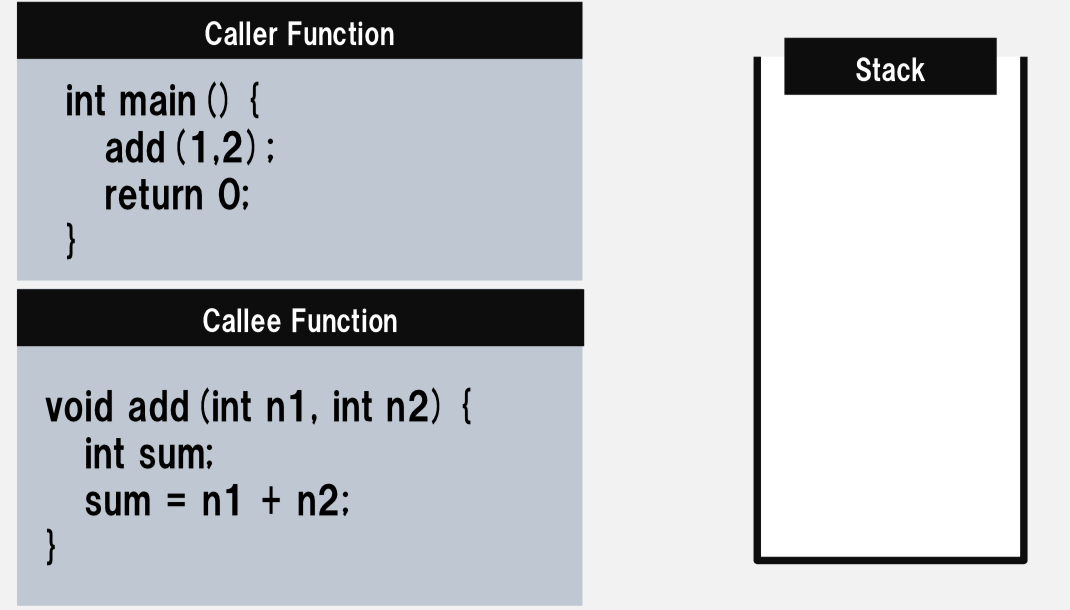 Caller Function
int main () {
add (1,2) ;
return 0;
}
Callee Function
void add (int n1, int n2) {
int sum;
sum = n1 + n2;
}
Stack